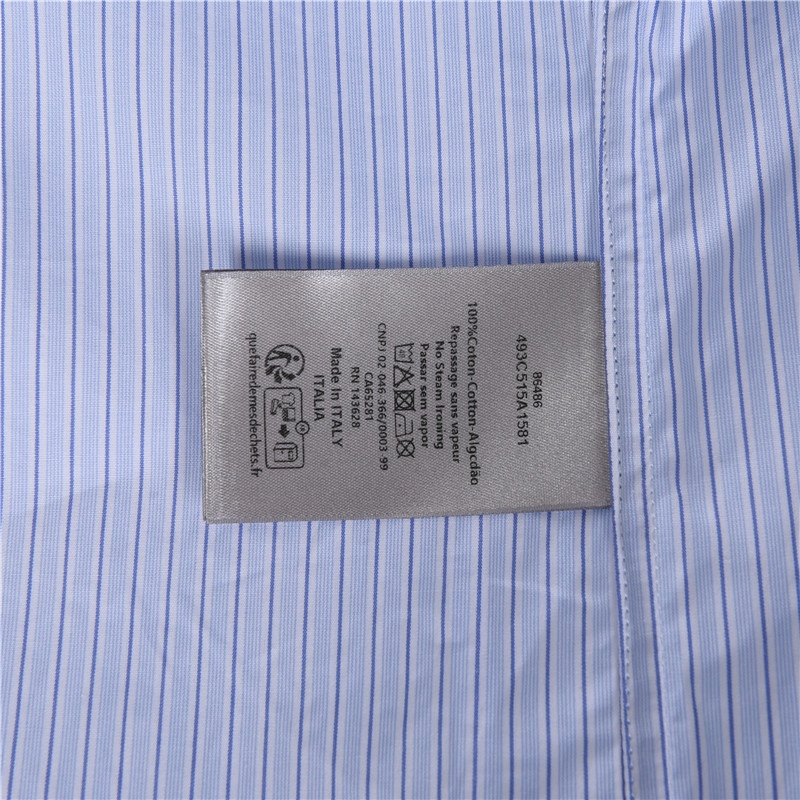 86486
493C515A1581
100%Coton-Cotton-Algcdão
Repassage sans vapeur
No Steam Ironing
Passar sem vapor
CNPJ 02 046 366/0003 99
CA65281
RN 143628
Made In ITALY
ITALIA
quefairedemesdechets.fr